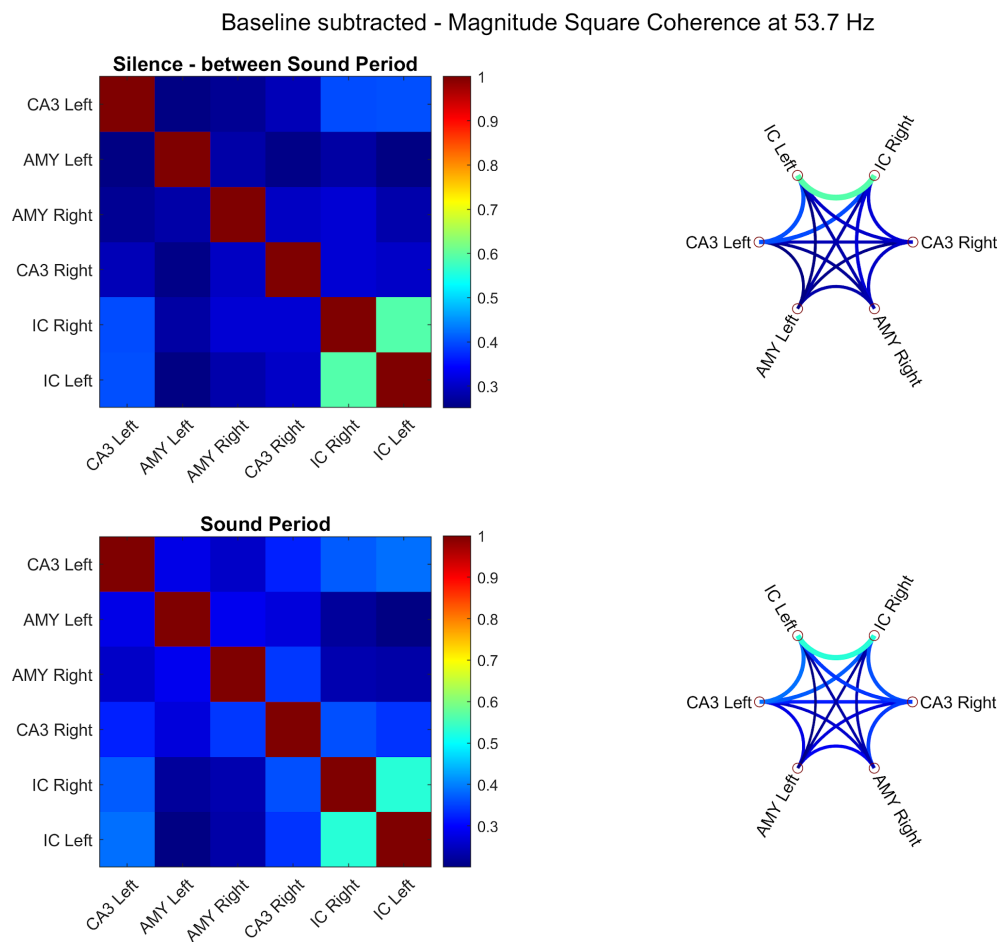 Baseline subtracted - Magnitude Square Coherence at 53.7 Hz
Silence - between Sound Period
CA3 Left
AMY Left
AMY Right
CA3 Right
IC Right
IC Left
CA3 Left
AMY Left
AMY Right
CA3 Right
IC Right
IC Left
1
0.9
0.8
0.7
0.6
0.5
0.4
0.3
IC Left
IC Right
CA3 Left
CA3 Right
AMY Left
AMY Right
Sound Period
CA3 Left
AMY Left
AMY Right
CA3 Right
IC Right
IC Left
CA3 Left
AMY Left
AMY Right
CA3 Right
IC Right
IC Left
1
0.9
0.8
0.7
0.6
0.5
0.4
0.3
IC Left
IC Right
CA3 Left
CA3 Right
AMY Left
AMY Right